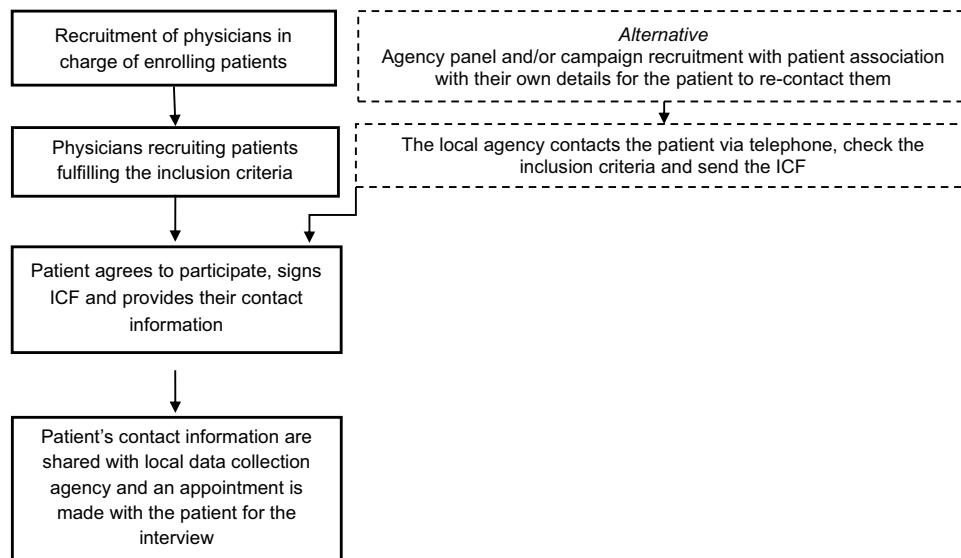 Recruitment of physicians in
charge of enrolling patients
Alternative
Agency panel and/or campaign recruitment with patient association
with their own details for the patient to re-contact them
Physicians recruiting patients
fulfilling the inclusion criteria
The local agency contacts the patient via telephone, check the
inclusion criteria and send the ICF
Patient agrees to participate, signs
ICF and provides their contact
information
Patient’s contact information are
shared with local data collection
agency and an appointment is
made with the patient for the
interview